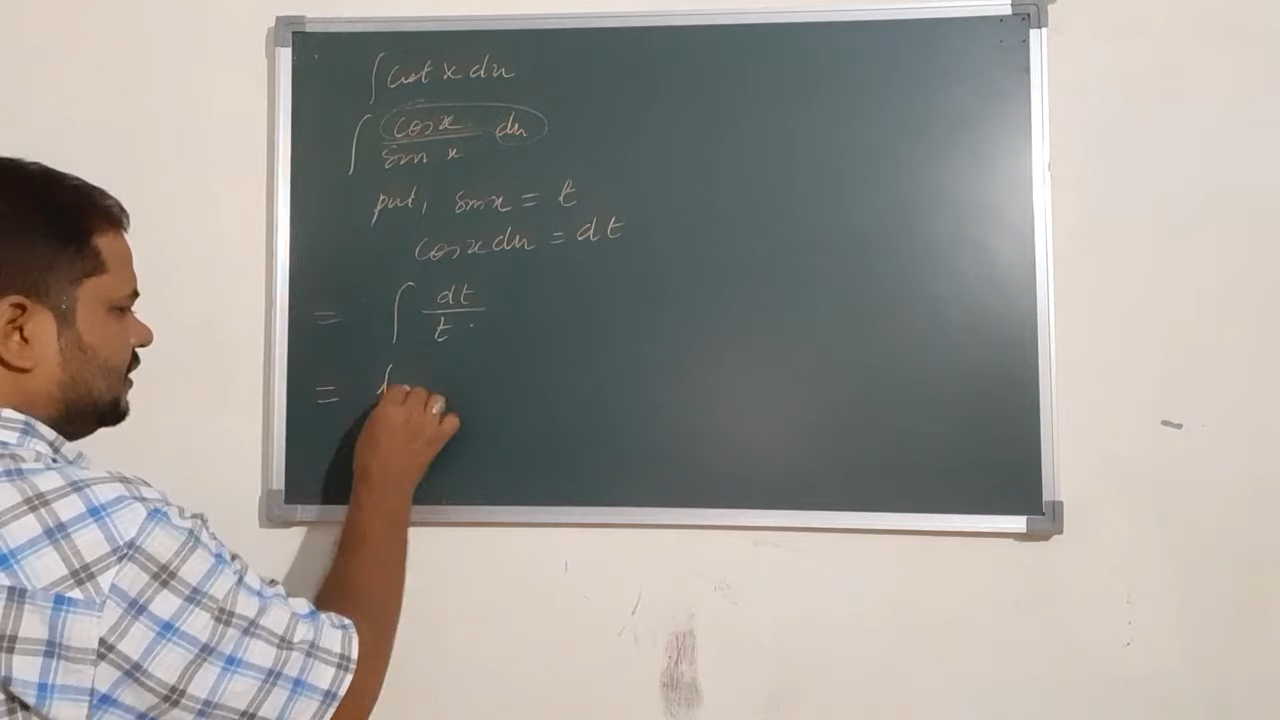 ∫ cot x dx
∫ cos x / sin x dx
put, sin x = t
cos x dx = dt
= ∫ dt / t .
= ∫